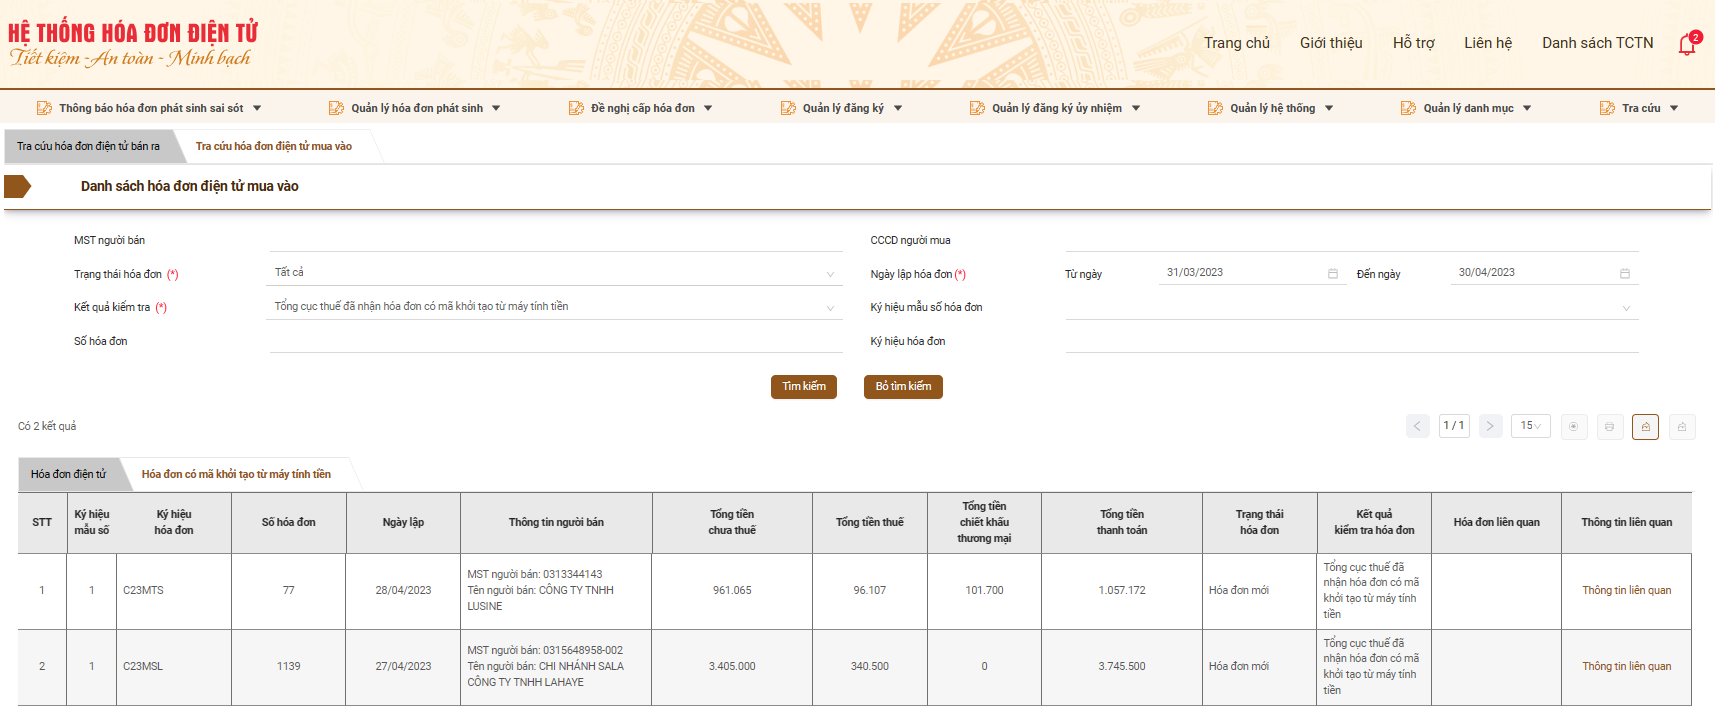 HỆ THỐNG HÓA ĐƠN ĐIỆN TỬ
Tiết kiệm - An toàn - Minh bạch
Trang chủ Giới thiệu Hỗ trợ Liên hệ Danh sách TCTN 2
Thông báo hóa đơn phát sinh sai sót Quản lý hóa đơn phát sinh Đề nghị cấp hóa đơn Quản lý đăng ký Quản lý đăng ký ủy nhiệm Quản lý hệ thống Quản lý danh mục Tra cứu
Tra cứu hóa đơn điện tử bán ra Tra cứu hóa đơn điện tử mua vào
Danh sách hóa đơn điện tử mua vào
MST người bán CCCD người mua
Trạng thái hóa đơn (*) Tất cả Ngày lập hóa đơn (*) Từ ngày 31/03/2023 Đến ngày 30/04/2023
Kết quả kiểm tra (*) Tổng cục thuế đã nhận hóa đơn có mã khởi tạo từ máy tính tiền Ký hiệu mẫu số hóa đơn
Số hóa đơn Ký hiệu hóa đơn
Tìm kiếm Bỏ tìm kiếm
Có 2 kết quả 1 / 1 15
Hóa đơn điện tử Hóa đơn có mã khởi tạo từ máy tính tiền
STT
Ký hiệu
mẫu số
Ký hiệu
hóa đơn
Số hóa đơn
Ngày lập
Thông tin người bán
Tổng tiền
chưa thuế
Tổng tiền thuế
Tổng tiền
chiết khấu
thương mại
Tổng tiền
thanh toán
Trạng thái
hóa đơn
Kết quả
kiểm tra hóa đơn
Hóa đơn liên quan
Thông tin liên quan
1
1
C23MTS
77
28/04/2023
MST người bán: 0313344143
Tên người bán: CÔNG TY TNHH
LUSINE
961.065
96.107
101.700
1.057.172
Hóa đơn mới
Tổng cục thuế đã
nhận hóa đơn có mã
khởi tạo từ máy tính
tiền
Thông tin liên quan
2
1
C23MSL
1139
27/04/2023
MST người bán: 0315648958-002
Tên người bán: CHI NHÁNH SALA
CÔNG TY TNHH LAHAYE
3.405.000
340.500
0
3.745.500
Hóa đơn mới
Tổng cục thuế đã
nhận hóa đơn có mã
khởi tạo từ máy tính
tiền
Thông tin liên quan